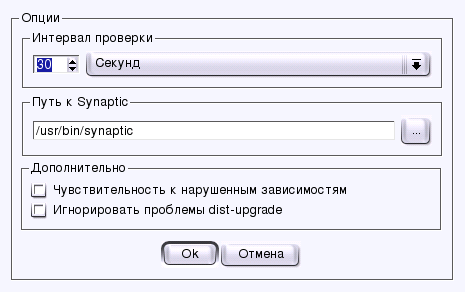 Опции
Интервал проверки
30 Секунд
Путь к Synaptic
/usr/bin/synaptic ...
Дополнительно
Чувствительность к нарушенным зависимостям
Игнорировать проблемы dist-upgrade
Ok Отмена